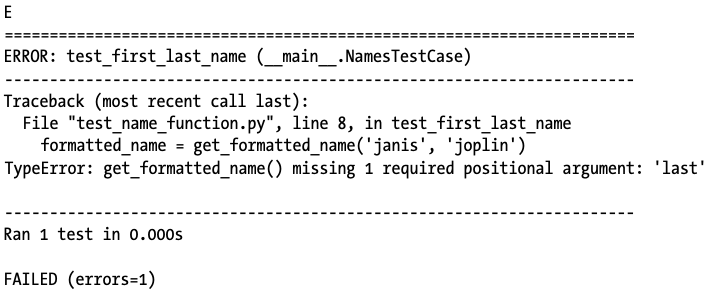 E
======================================================================
ERROR: test_first_last_name (__main__.NamesTestCase)
----------------------------------------------------------------------
Traceback (most recent call last):
  File "test_name_function.py", line 8, in test_first_last_name
    formatted_name = get_formatted_name('janis', 'joplin')
TypeError: get_formatted_name() missing 1 required positional argument: 'last'

----------------------------------------------------------------------
Ran 1 test in 0.000s

FAILED (errors=1)